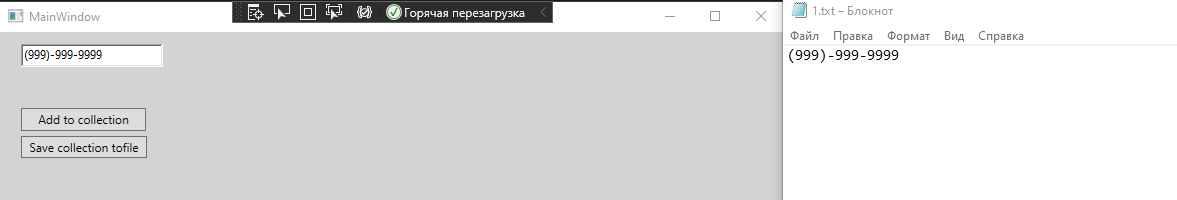 MainWindow
Горячая перезагрузка
(999)-999-9999
Add to collection
Save collection tofile
1.txt – Блокнот
Файл Правка Формат Вид Справка
(999)-999-9999